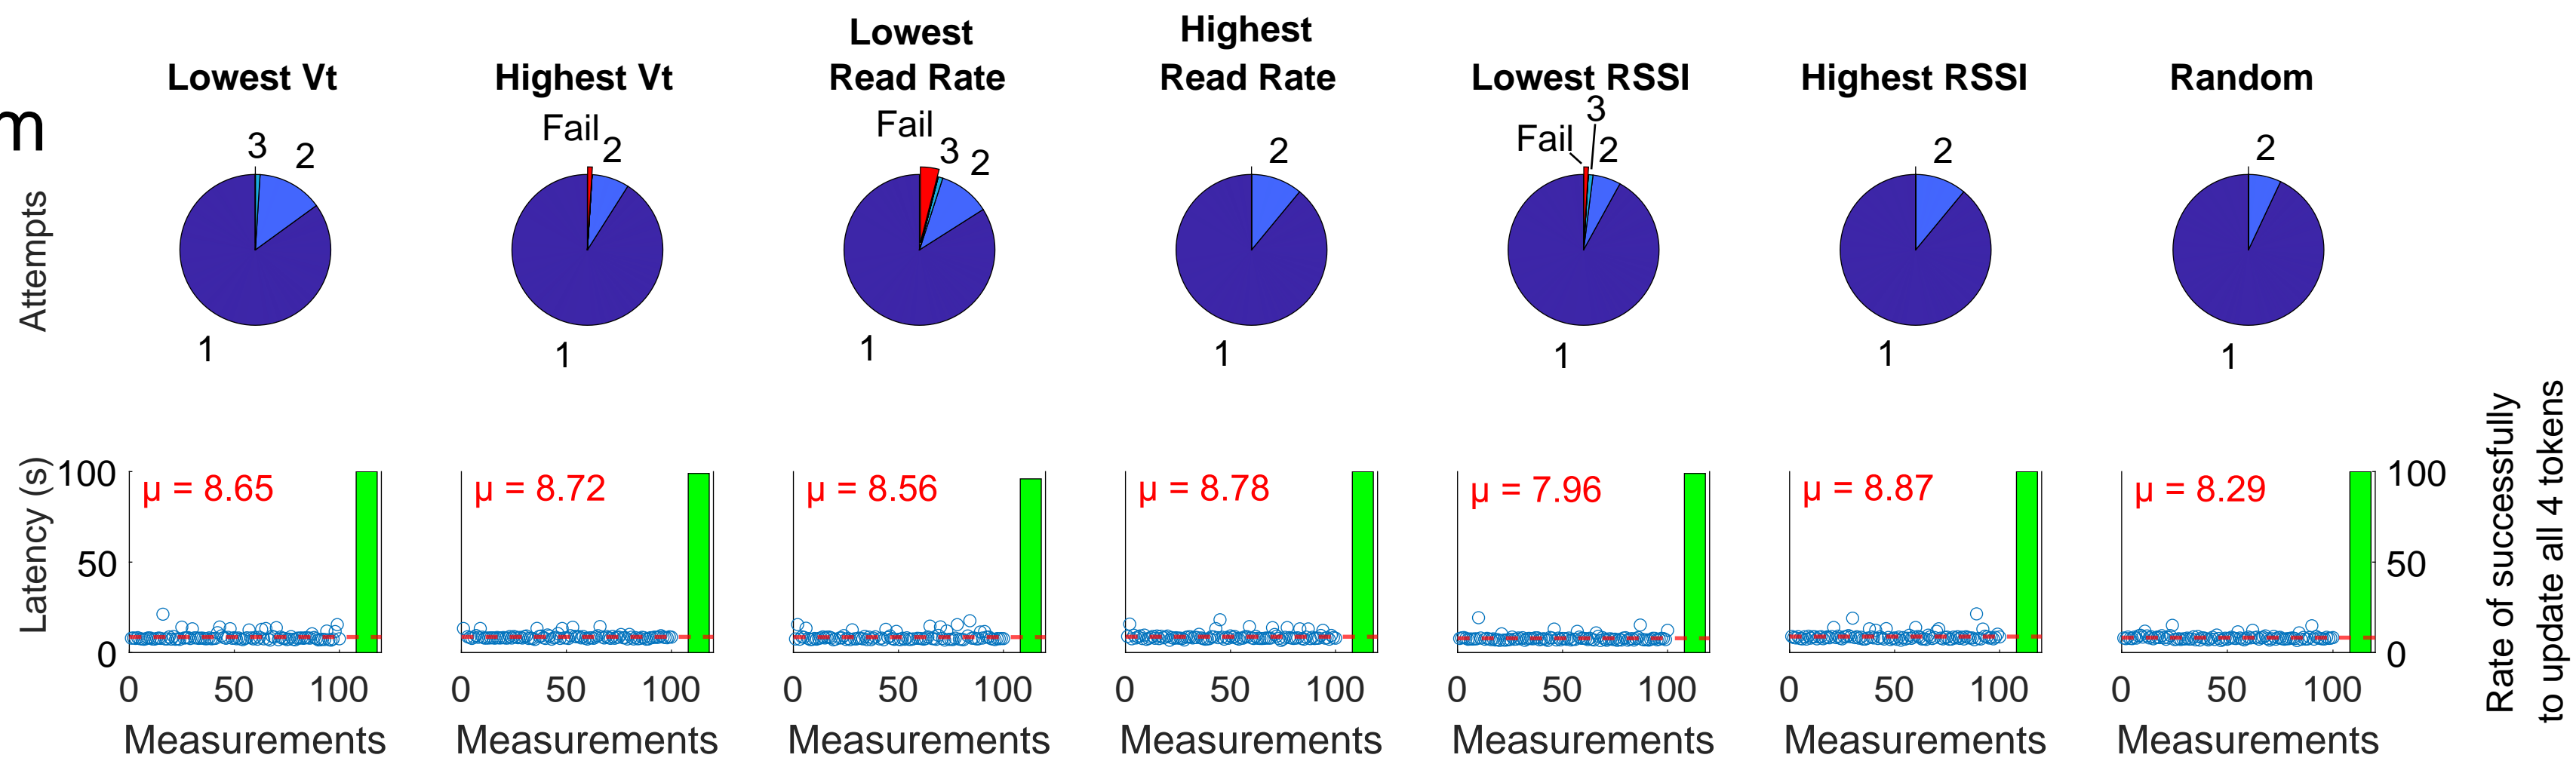 Lowest Vt
Highest Vt
Lowest
Read Rate
Highest
Read Rate
Lowest RSSI
Highest RSSI
Random
m
Attempts
3
2
1
Fail
2
1
Fail
3
2
1
2
1
Fail
3
2
1
2
1
2
1
Latency (s)
100
50
0
μ = 8.65
0 50 100
Measurements
μ = 8.72
0 50 100
Measurements
μ = 8.56
0 50 100
Measurements
μ = 8.78
0 50 100
Measurements
μ = 7.96
0 50 100
Measurements
μ = 8.87
0 50 100
Measurements
μ = 8.29
0 50 100
Measurements
100
50
0
Rate of successfully
to update all 4 tokens